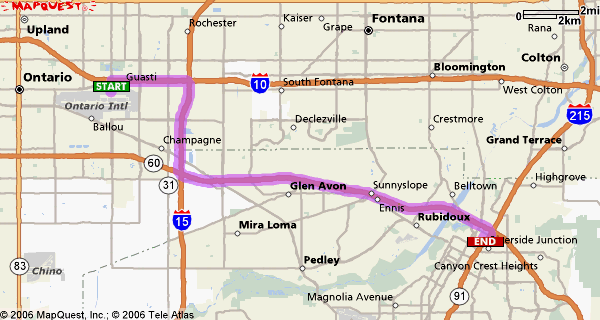 MAPQUEST
Rochester
Kaiser
Grape
Fontana
0
2mi
2km
Upland
Rana
Colton
Ontario
START
Guasti
10
South Fontana
Bloomington
West Colton
Ontario Intl
Ballou
Declezville
Crestmore
215
Champagne
Grand Terrace
60
31
Glen Avon
Sunnyslope
Ennis
Belltown
Highgrove
15
Mira Loma
Rubidoux
END
erside Junction
83
Chino
Pedley
Canyon Crest Heights
Magnolia Avenue
91
© 2006 MapQuest, Inc.; © 2006 Tele Atlas